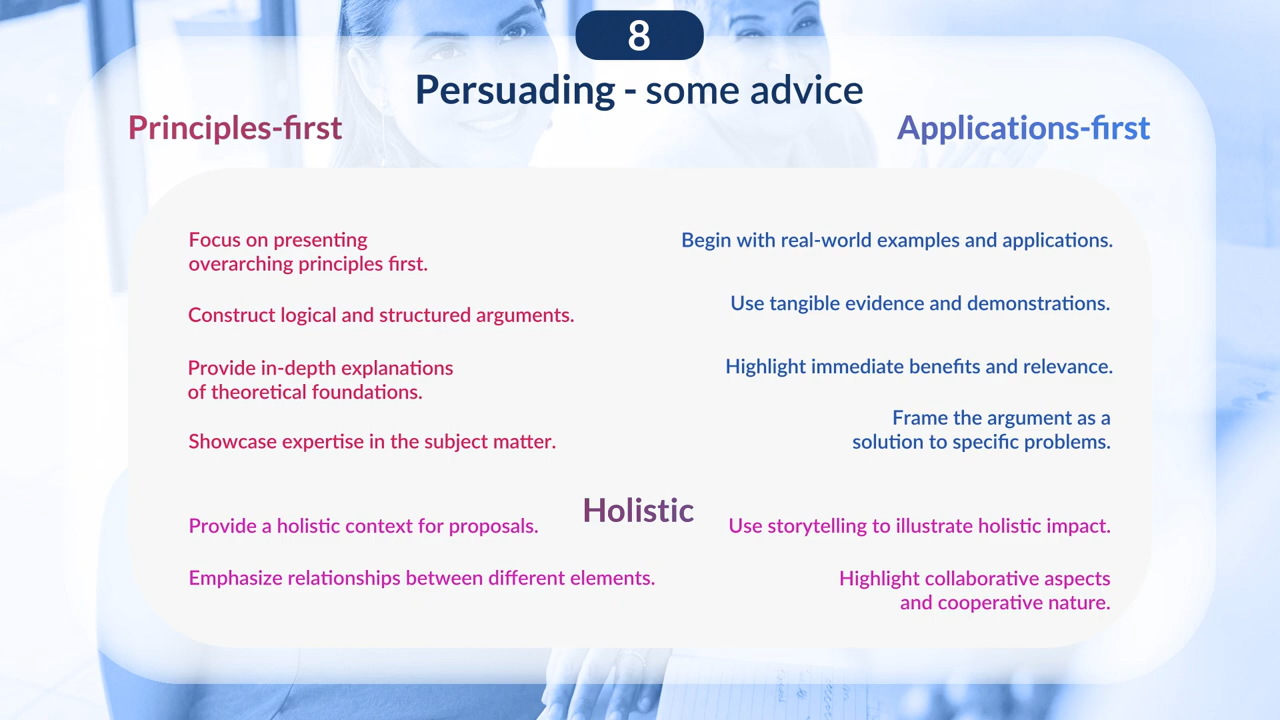 8
Persuading - some advice
Principles-first
Applications-first
Focus on presenting
overarching principles first.
Construct logical and structured arguments.
Provide in-depth explanations
of theoretical foundations.
Showcase expertise in the subject matter.
Begin with real-world examples and applications.
Use tangible evidence and demonstrations.
Highlight immediate benefits and relevance.
Frame the argument as a
solution to specific problems.
Holistic
Provide a holistic context for proposals.
Emphasize relationships between different elements.
Use storytelling to illustrate holistic impact.
Highlight collaborative aspects
and cooperative nature.